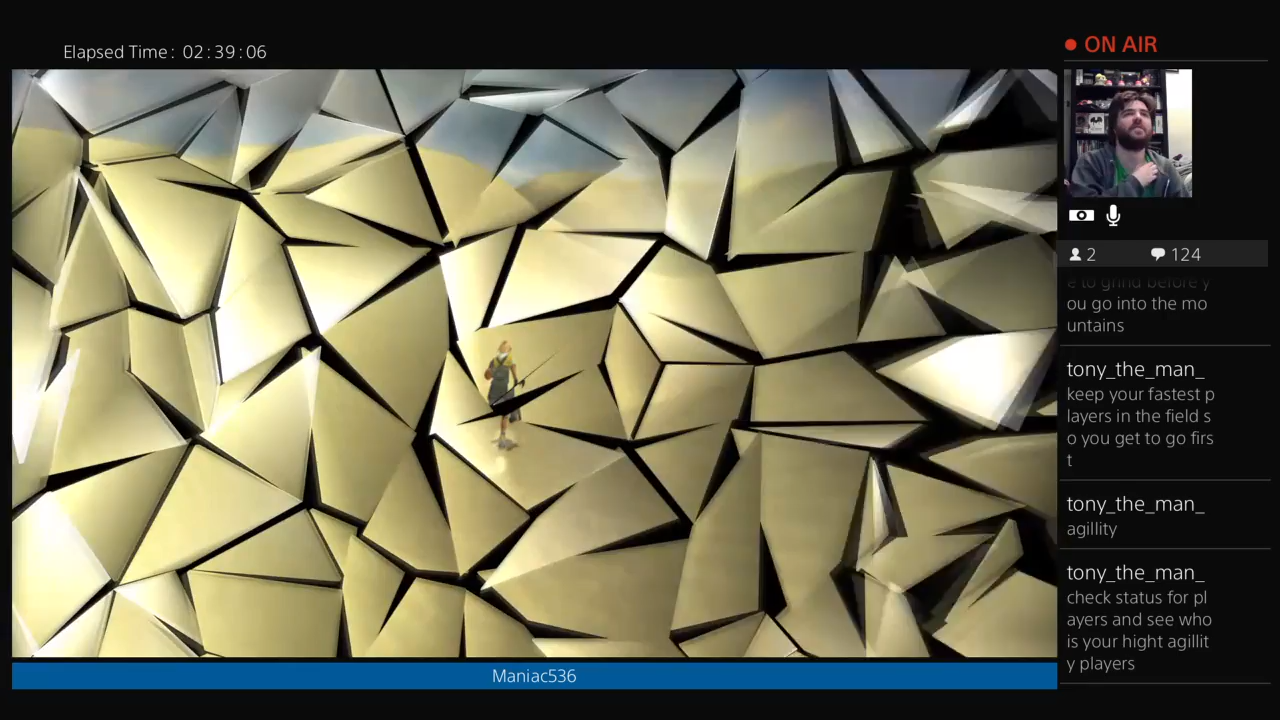 Elapsed Time: 02:39:06
ON AIR
2 124
e to grind before y
ou go into the mo
untains
tony_the_man_
keep your fastest p
layers in the field s
o you get to go firs
t
tony_the_man_
agillity
tony_the_man_
check status for pl
ayers and see who
is your hight agillit
y players
Maniac536